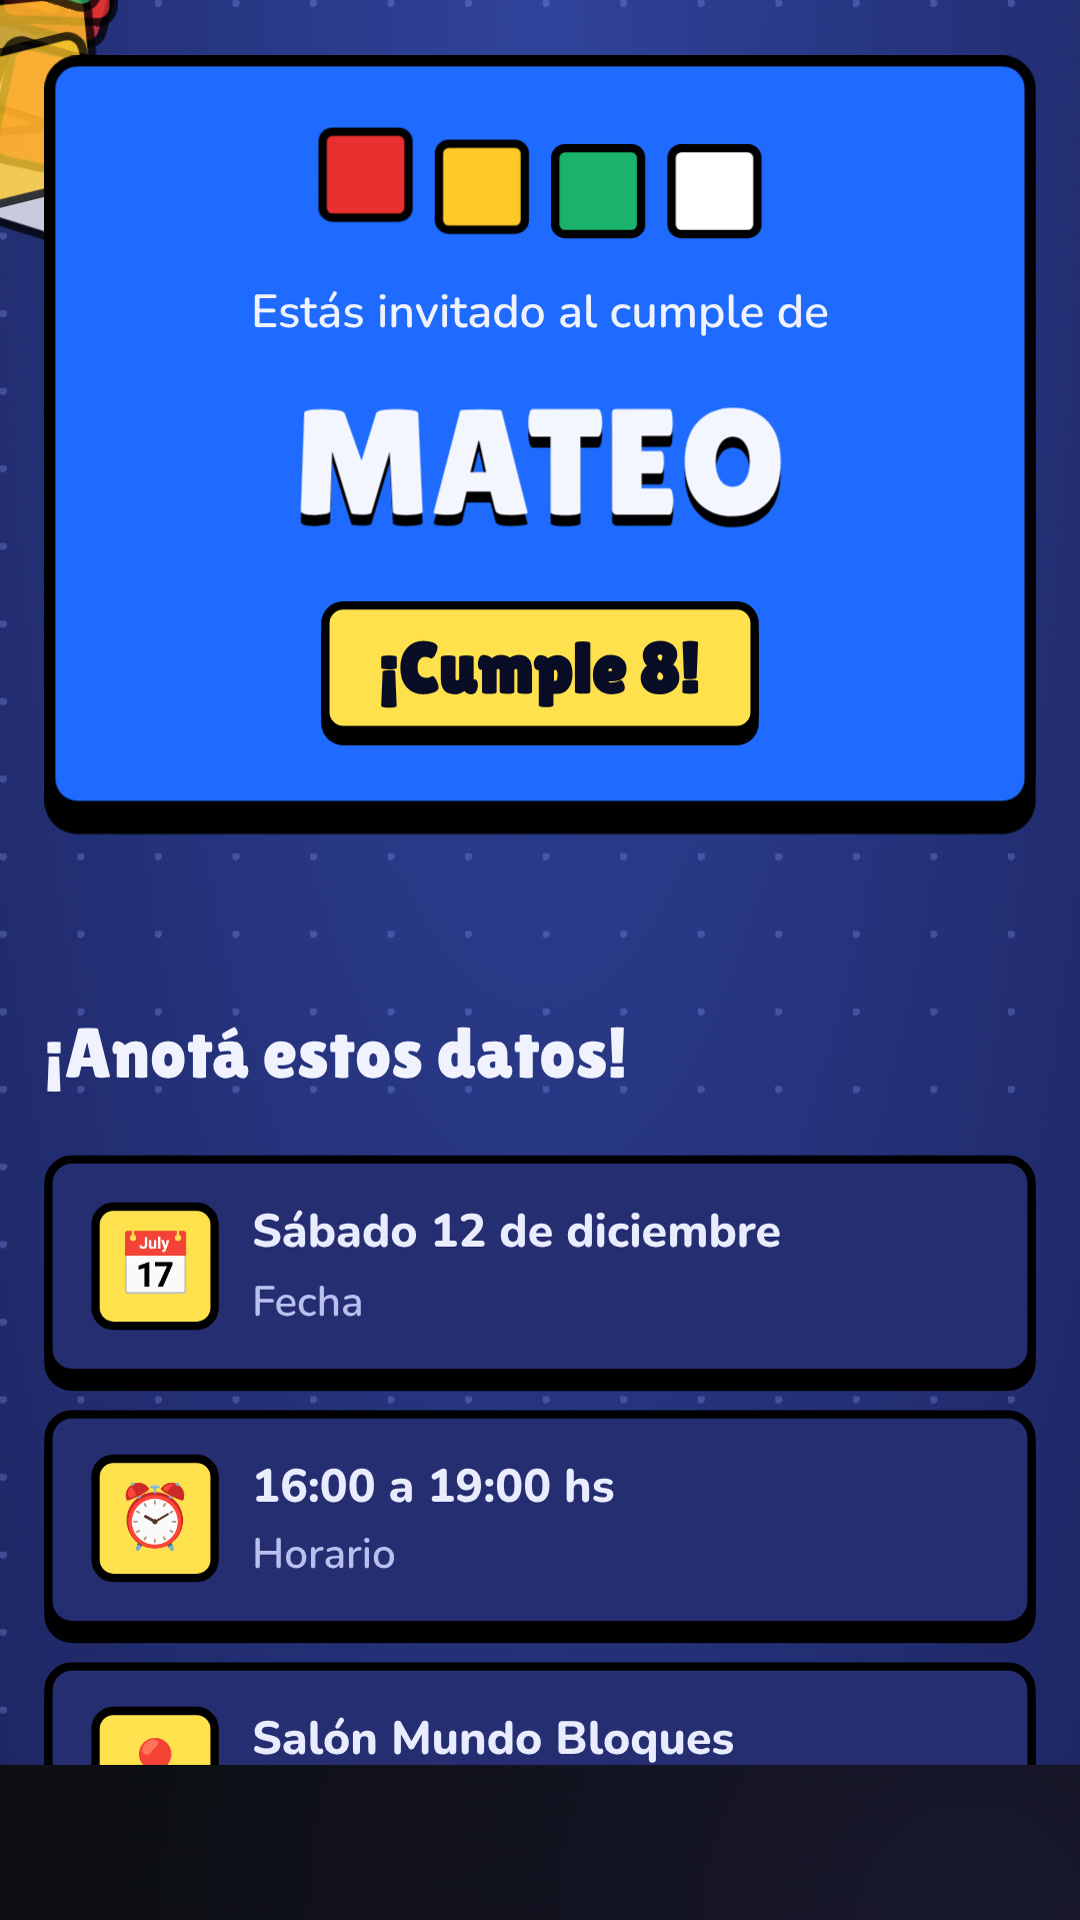 Estás invitado al cumple de
MATEO
¡Cumple 8!
¡Anotá estos datos!
July
17
Sábado 12 de diciembre
Fecha
16:00 a 19:00 hs
Horario
Salón Mundo Bloques